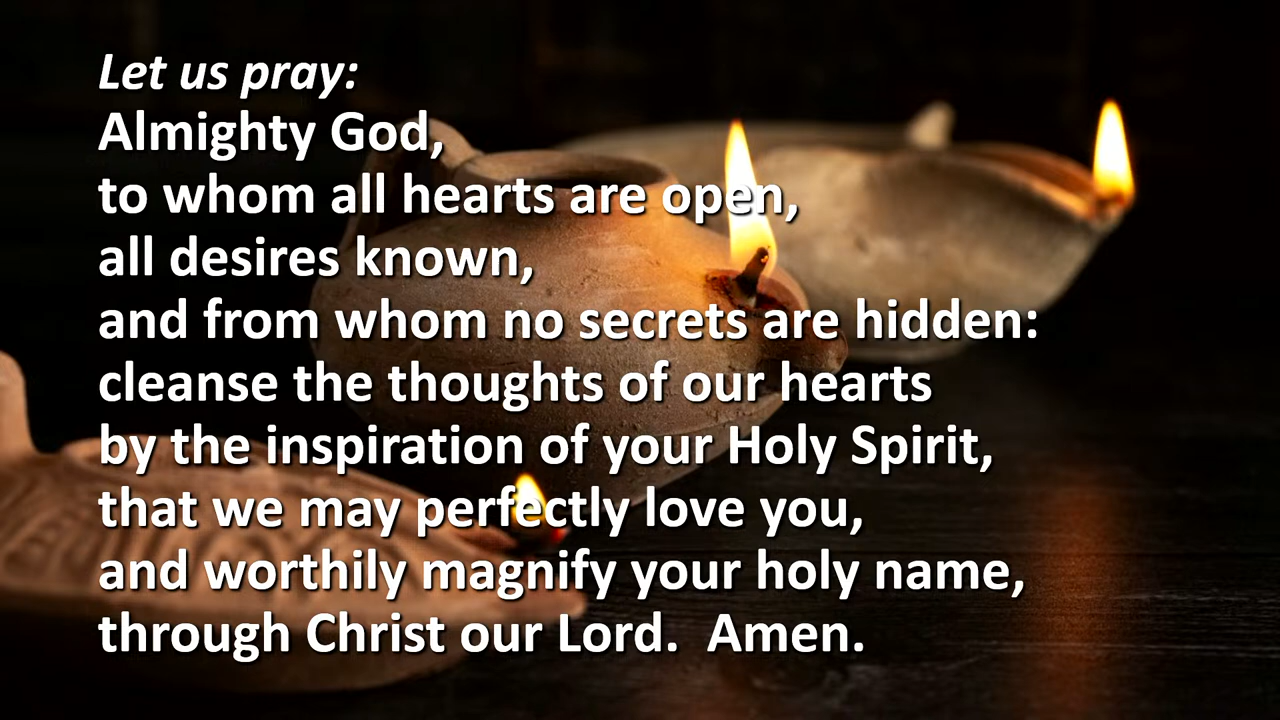 Let us pray:
Almighty God,
to whom all hearts are open,
all desires known,
and from whom no secrets are hidden:
cleanse the thoughts of our hearts
by the inspiration of your Holy Spirit,
that we may perfectly love you,
and worthily magnify your holy name,
through Christ our Lord.  Amen.